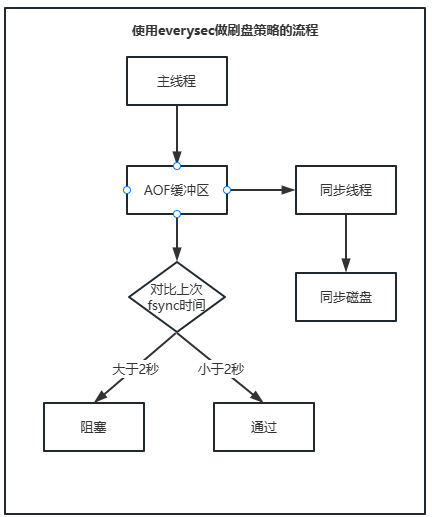 使用everysec做刷盘策略的流程
主线程
AOF缓冲区
同步线程
同步磁盘
对比上次
fsync时间
大于2秒
小于2秒
阻塞
通过